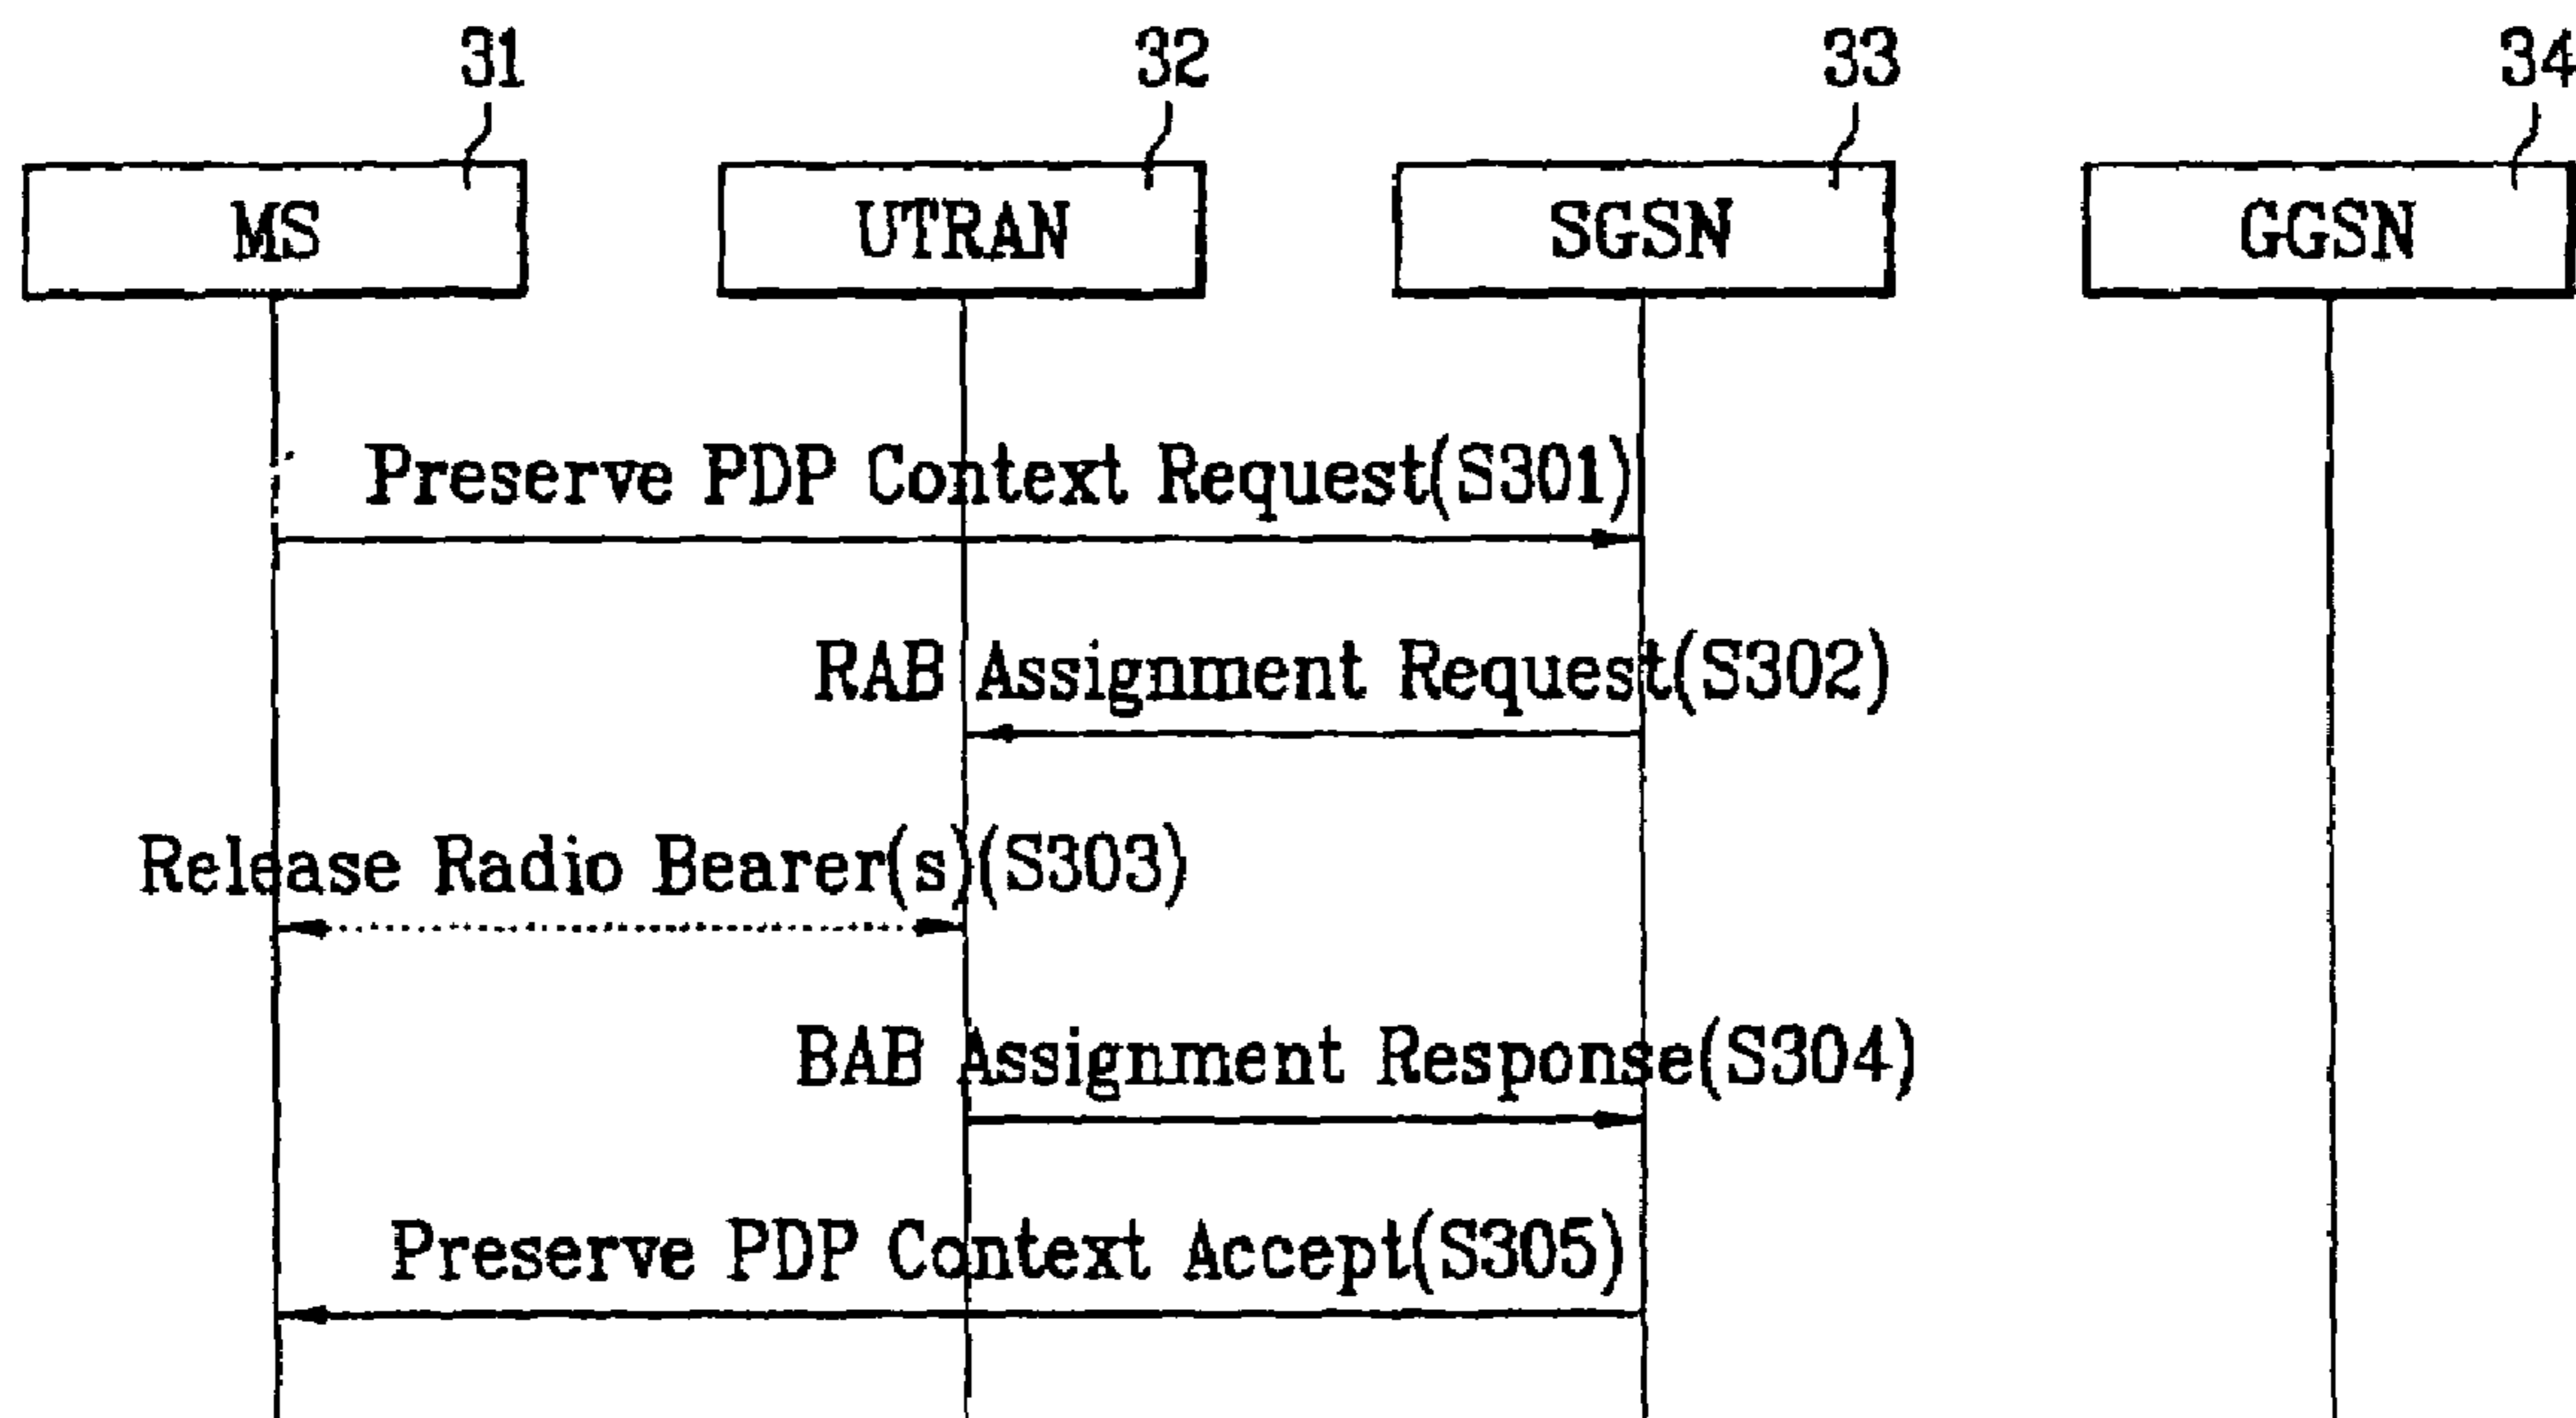 31
32
33
34
MS
UTRAN
SGSN
GGSN
Preserve PDP Context Request(S301)
RAB Assignment Request(S302)
Release Radio Bearer(s)(S303)
BAB Assignment Response(S304)
Preserve PDP Context Accept(S305)